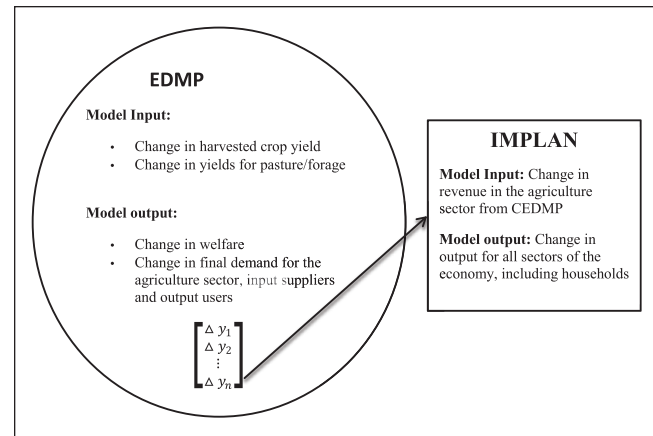 EDMP
Model Input:
• Change in harvested crop yield
• Change in yields for pasture/forage
Model output:
• Change in welfare
• Change in final demand for the
agriculture sector, input suppliers
and output users
△ y₁
△ y₂
⋮
△ yₙ
IMPLAN
Model Input: Change in
revenue in the agriculture
sector from CEDMP
Model output: Change in
output for all sectors of the
economy, including households